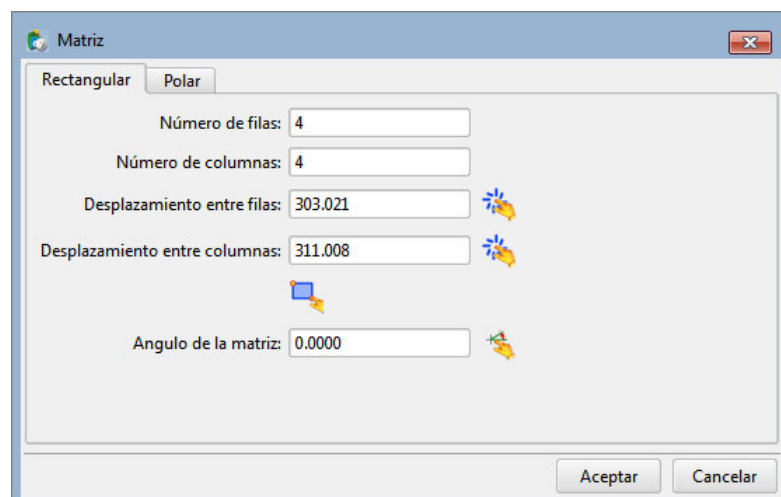 Matriz
Rectangular Polar
Número de filas: 4
Número de columnas: 4
Desplazamiento entre filas: 303.021
Desplazamiento entre columnas: 311.008
Angulo de la matriz: 0.0000
Aceptar Cancelar